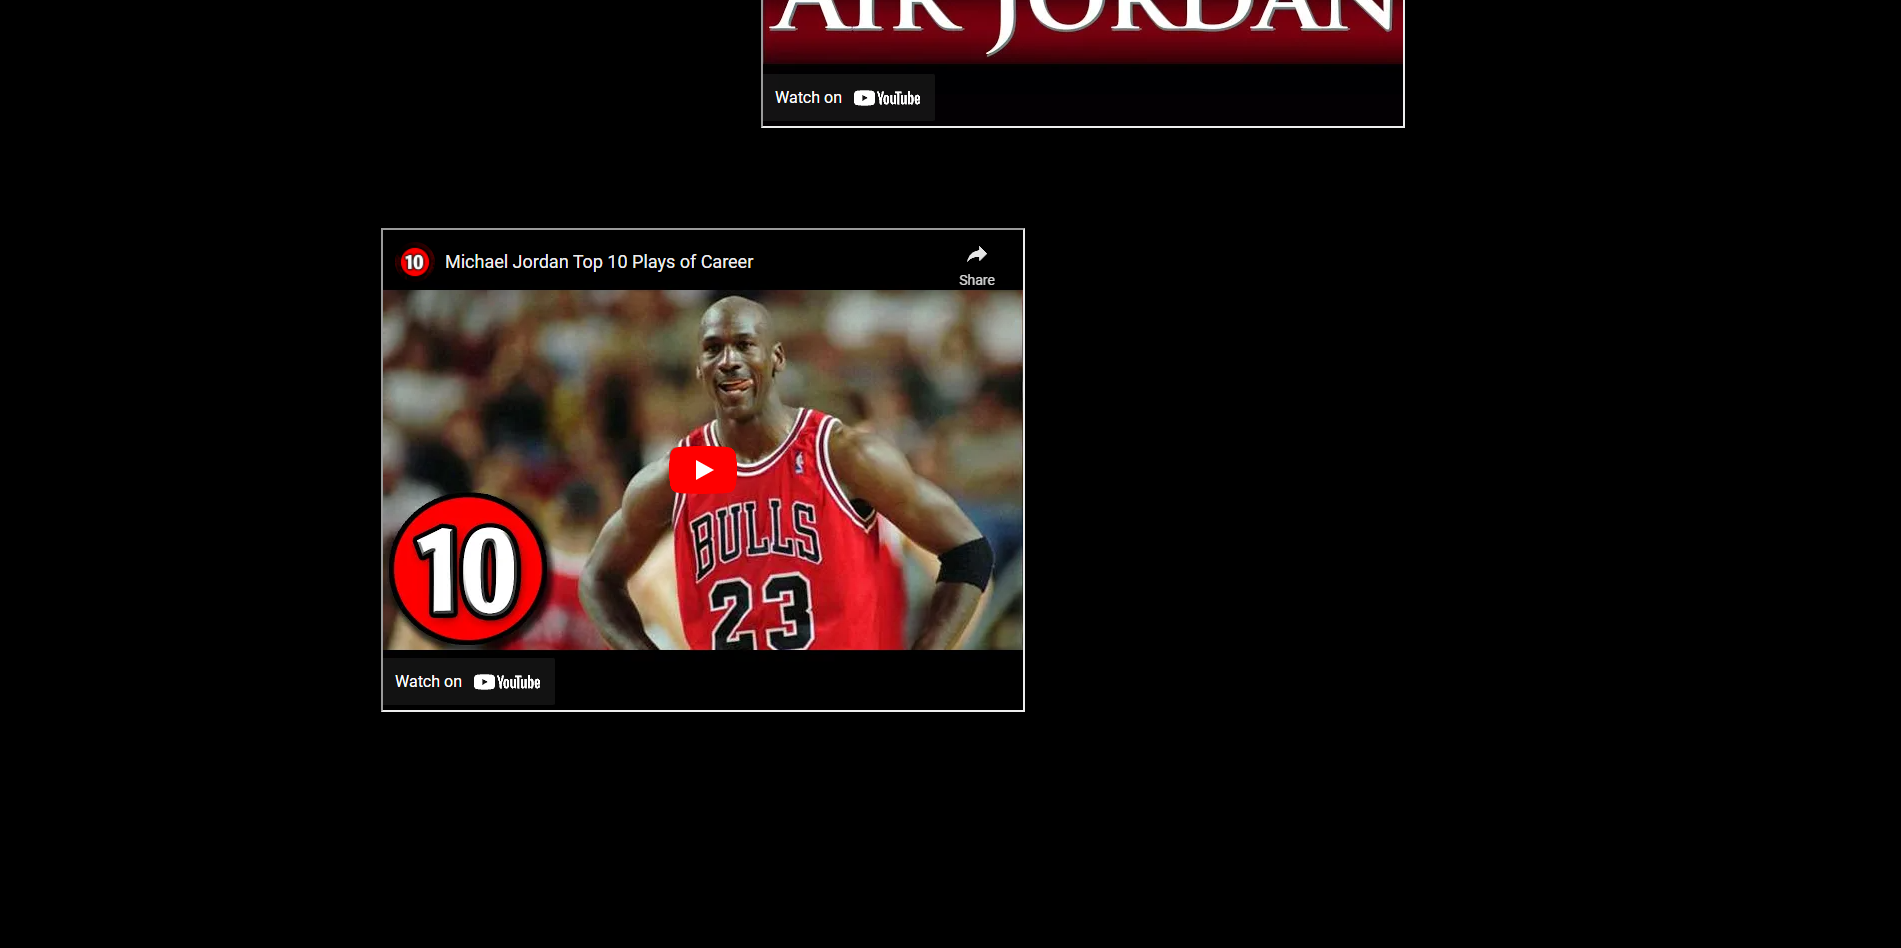 AIR JORDAN
Watch on YouTube
10 Michael Jordan Top 10 Plays of Career
Share
BULLS
23
10
Watch on YouTube